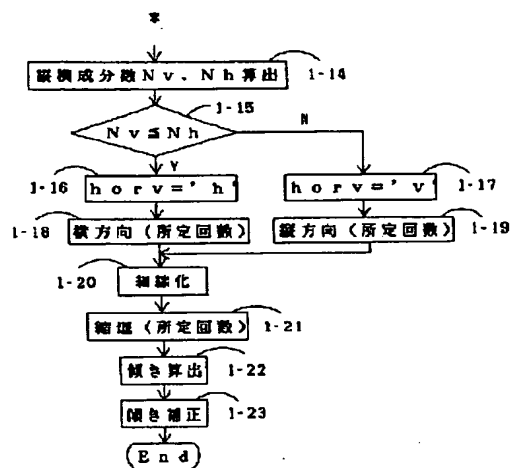 *
縦横成分数Nv、Nh算出
1-14
1-15
Nv≦Nh
N
Y
1-16
horv='h'
horv='v'
1-17
1-18
横方向(所定回数)
縦方向(所定回数)
1-19
1-20
細線化
縮退(所定回数)
1-21
傾き算出
1-22
傾き補正
1-23
End